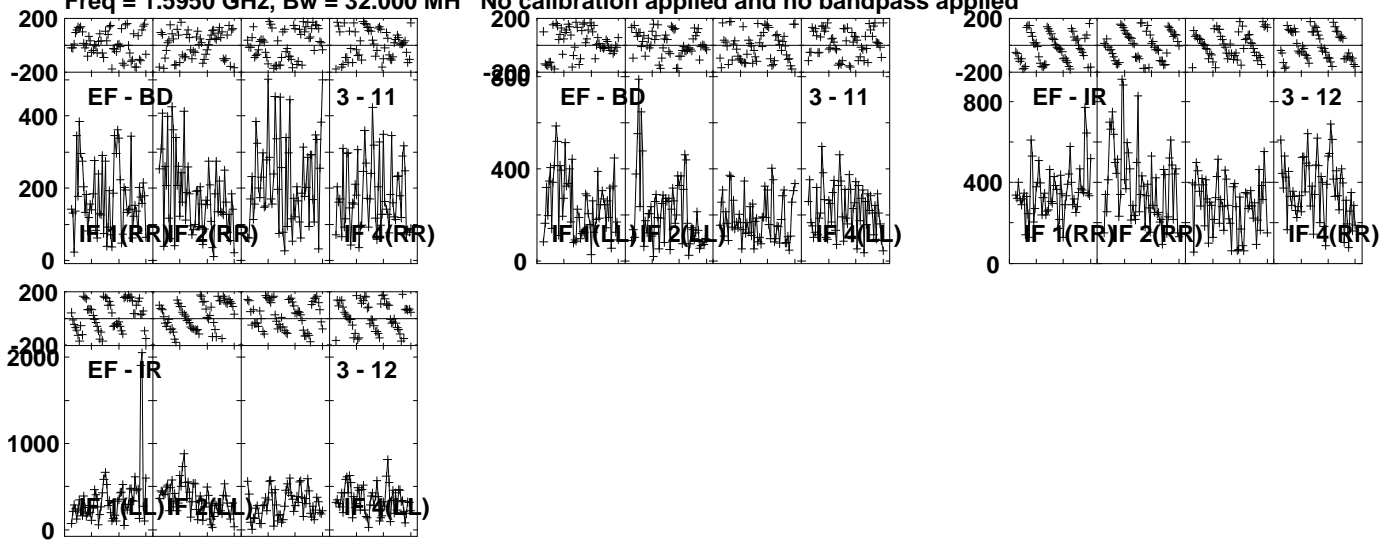 Freq = 1.5950 GHz, Bw = 32.000 MH No calibration applied and no bandpass applied
200
-200
EF - BD 3 - 11
400
200
0
IF 1(RR) IF 2(RR) IF 4(RR)
-200
800
EF - BD 3 - 11
400
0
IF 1(LL) IF 2(LL) IF 4(LL)
200
-200
800
EF - IR 3 - 12
400
0
IF 1(RR) IF 2(RR) IF 4(RR)
200
-200
2000
EF - IR 3 - 12
1000
0
IF 1(LL) IF 2(LL) IF 4(LL)